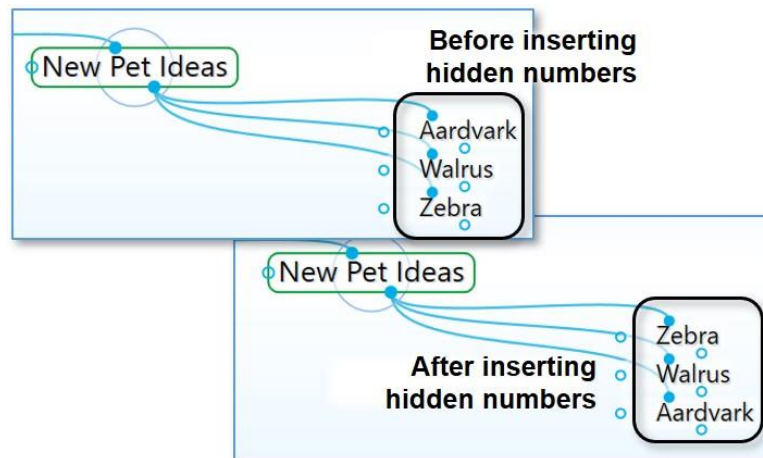 Before inserting
hidden numbers
New Pet Ideas
Aardvark
Walrus
Zebra
New Pet Ideas
After inserting
hidden numbers
Zebra
Walrus
Aardvark